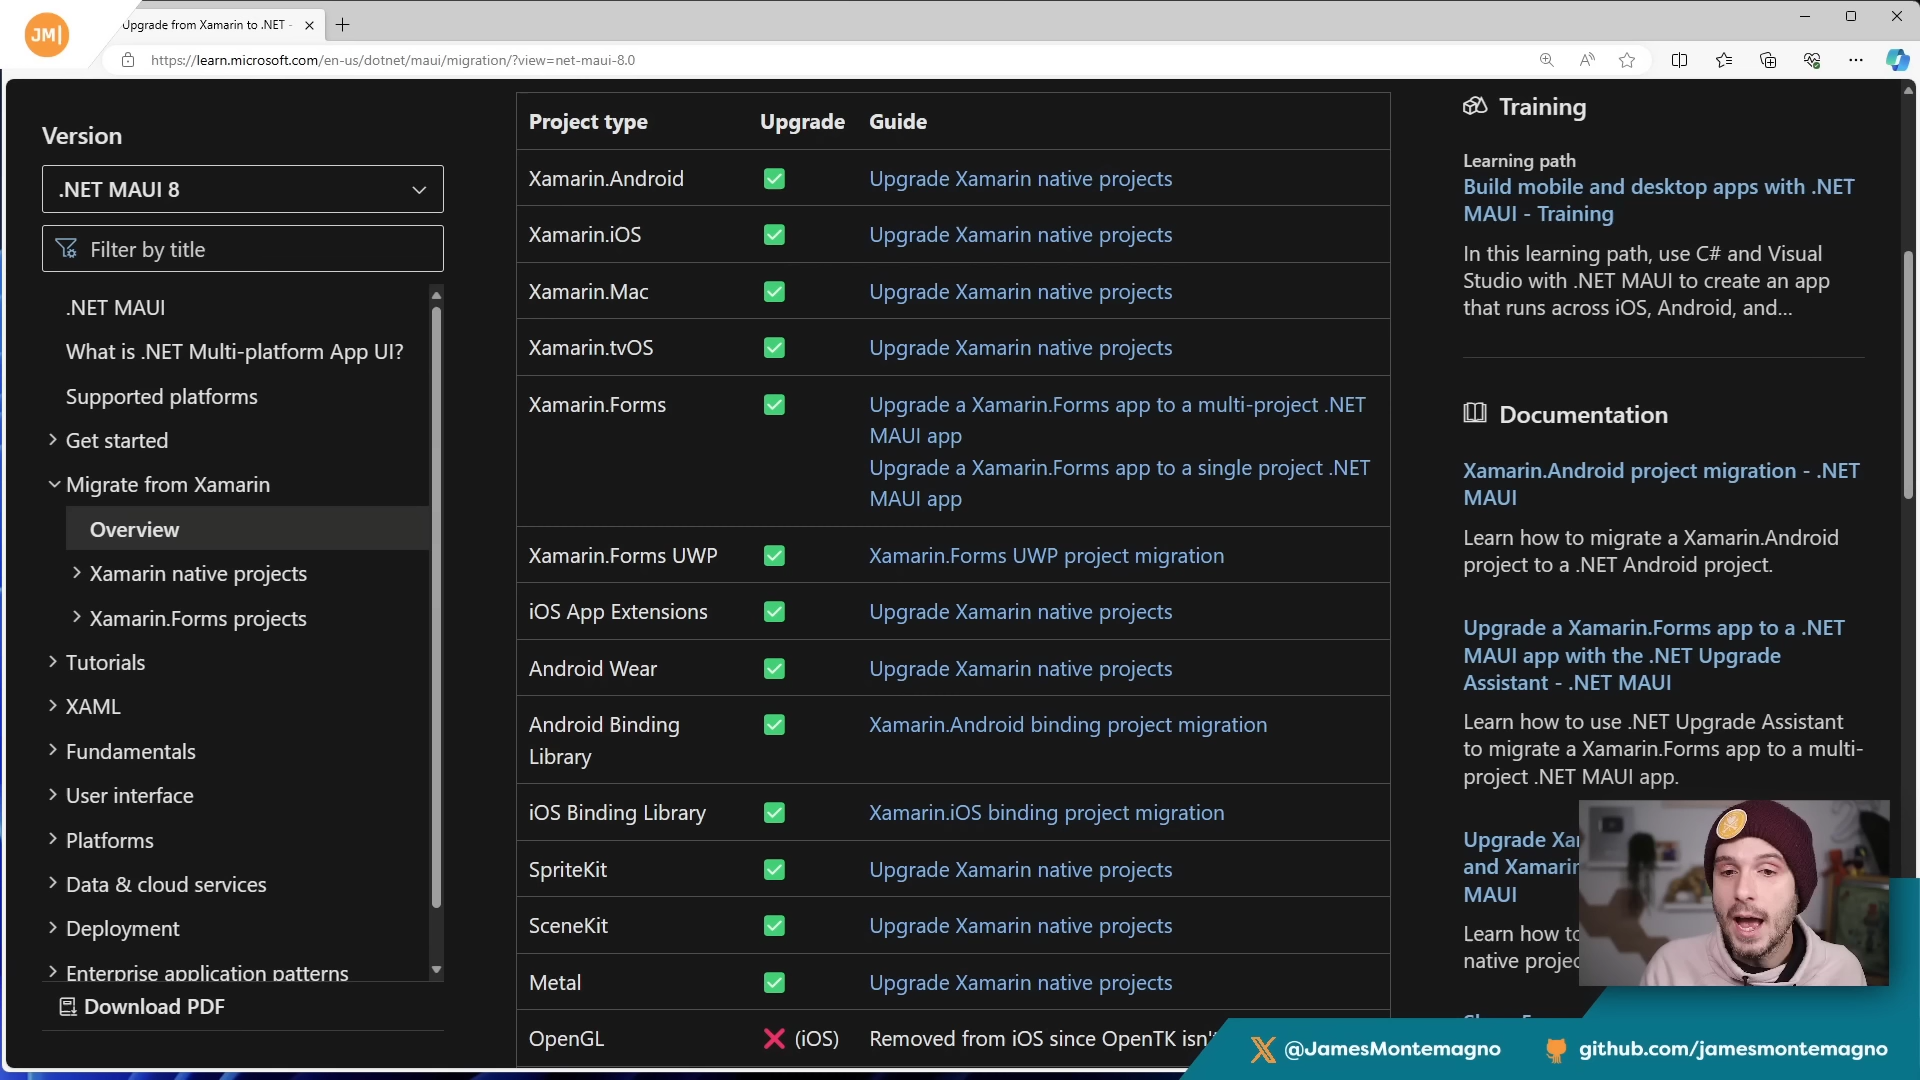 JM|
Upgrade from Xamarin to .NET -
https://learn.microsoft.com/en-us/dotnet/maui/migration/?view=net-maui-8.0
Version
.NET MAUI 8
Filter by title
.NET MAUI
What is .NET Multi-platform App UI?
Supported platforms
Get started
Migrate from Xamarin
Overview
Xamarin native projects
Xamarin.Forms projects
Tutorials
XAML
Fundamentals
User interface
Platforms
Data & cloud services
Deployment
Enterprise application patterns
Download PDF
Project type Upgrade Guide
Xamarin.Android Upgrade Xamarin native projects
Xamarin.iOS Upgrade Xamarin native projects
Xamarin.Mac Upgrade Xamarin native projects
Xamarin.tvOS Upgrade Xamarin native projects
Xamarin.Forms Upgrade a Xamarin.Forms app to a multi-project .NET
MAUI app
Upgrade a Xamarin.Forms app to a single project .NET
MAUI app
Xamarin.Forms UWP Xamarin.Forms UWP project migration
iOS App Extensions Upgrade Xamarin native projects
Android Wear Upgrade Xamarin native projects
Android Binding Xamarin.Android binding project migration
Library
iOS Binding Library Xamarin.iOS binding project migration
SpriteKit Upgrade Xamarin native projects
SceneKit Upgrade Xamarin native projects
Metal Upgrade Xamarin native projects
OpenGL (iOS) Removed from iOS since OpenTK isn'
Training
Learning path
Build mobile and desktop apps with .NET
MAUI - Training
In this learning path, use C# and Visual
Studio with .NET MAUI to create an app
that runs across iOS, Android, and...
Documentation
Xamarin.Android project migration - .NET
MAUI
Learn how to migrate a Xamarin.Android
project to a .NET Android project.
Upgrade a Xamarin.Forms app to a .NET
MAUI app with the .NET Upgrade
Assistant - .NET MAUI
Learn how to use .NET Upgrade Assistant
to migrate a Xamarin.Forms app to a multi-
project .NET MAUI app.
Upgrade Xa
and Xamarin
MAUI
Learn how to
native projec
@JamesMontemagno
github.com/jamesmontemagno